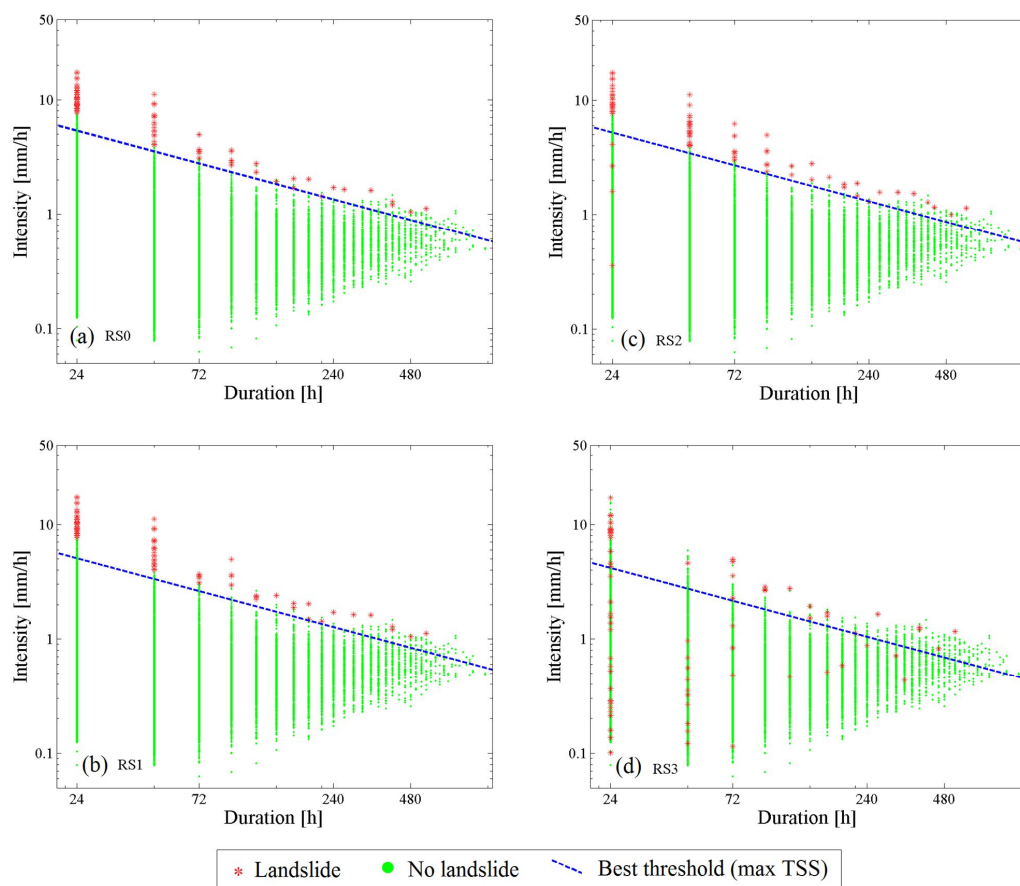 50
10
1
0.1
Intensity [mm/h]
(a) RS0
24
72
240
480
Duration [h]
50
10
1
0.1
Intensity [mm/h]
(c) RS2
24
72
240
480
Duration [h]
50
10
1
0.1
Intensity [mm/h]
(b) RS1
24
72
240
480
Duration [h]
50
10
1
0.1
Intensity [mm/h]
(d) RS3
24
72
240
480
Duration [h]
Landslide No landslide Best threshold (max TSS)